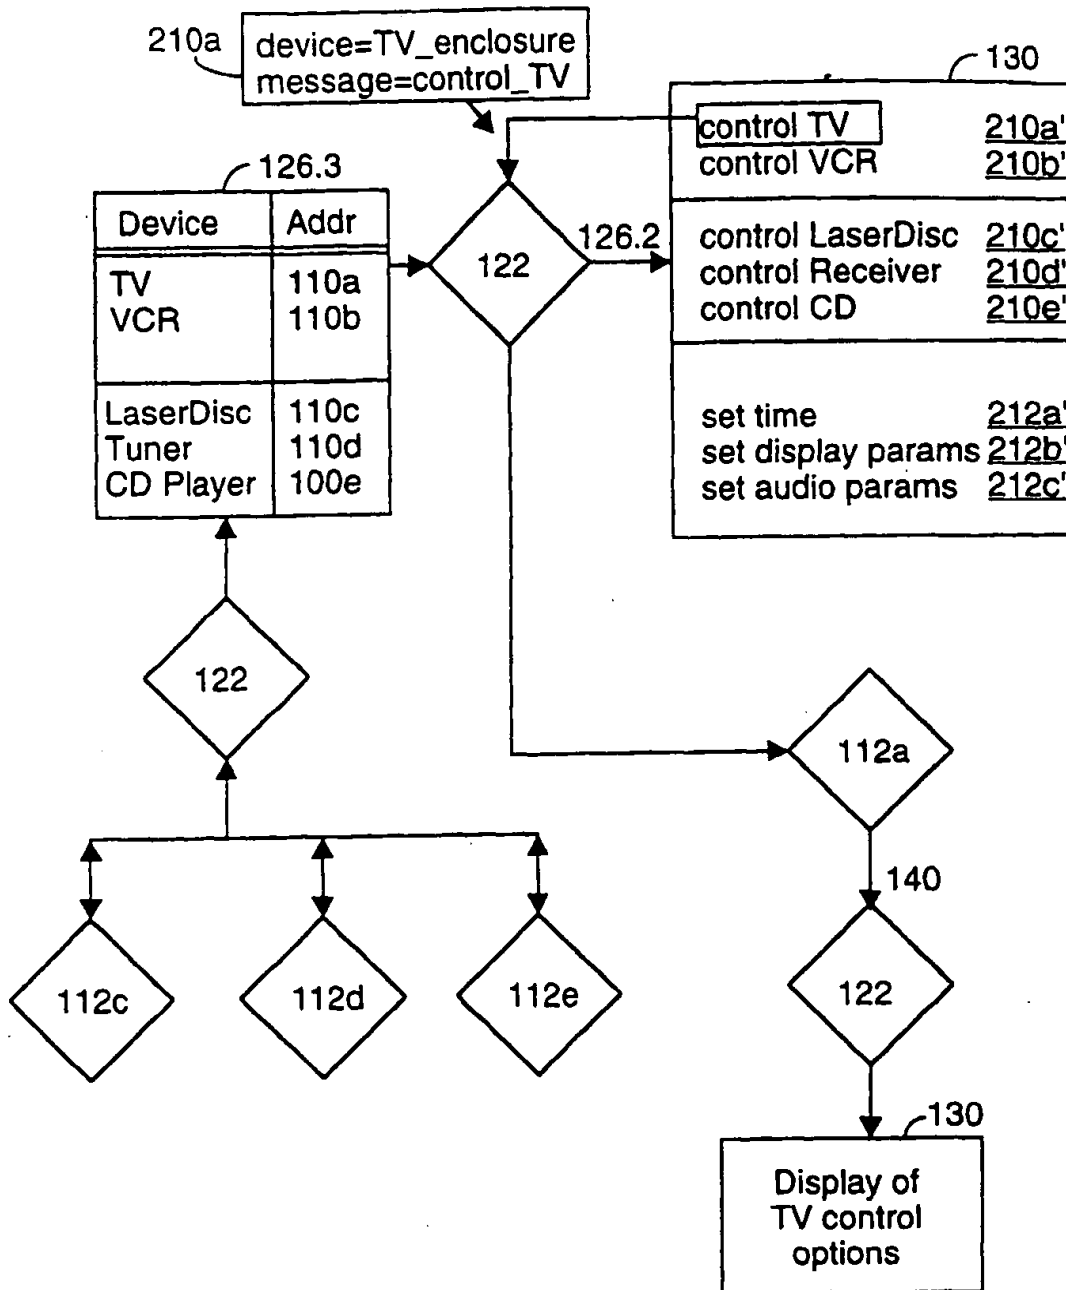 210a
device=TV_enclosure
message=control_TV
130
control TV 210a'
control VCR 210b'
control LaserDisc 210c'
control Receiver 210d'
control CD 210e'
set time 212a'
set display params 212b'
set audio params 212c'
126.3
Device Addr
TV 110a
VCR 110b
LaserDisc 110c
Tuner 110d
CD Player 100e
122
126.2
122
112a
140
112c
112d
112e
122
130
Display of
TV control
options